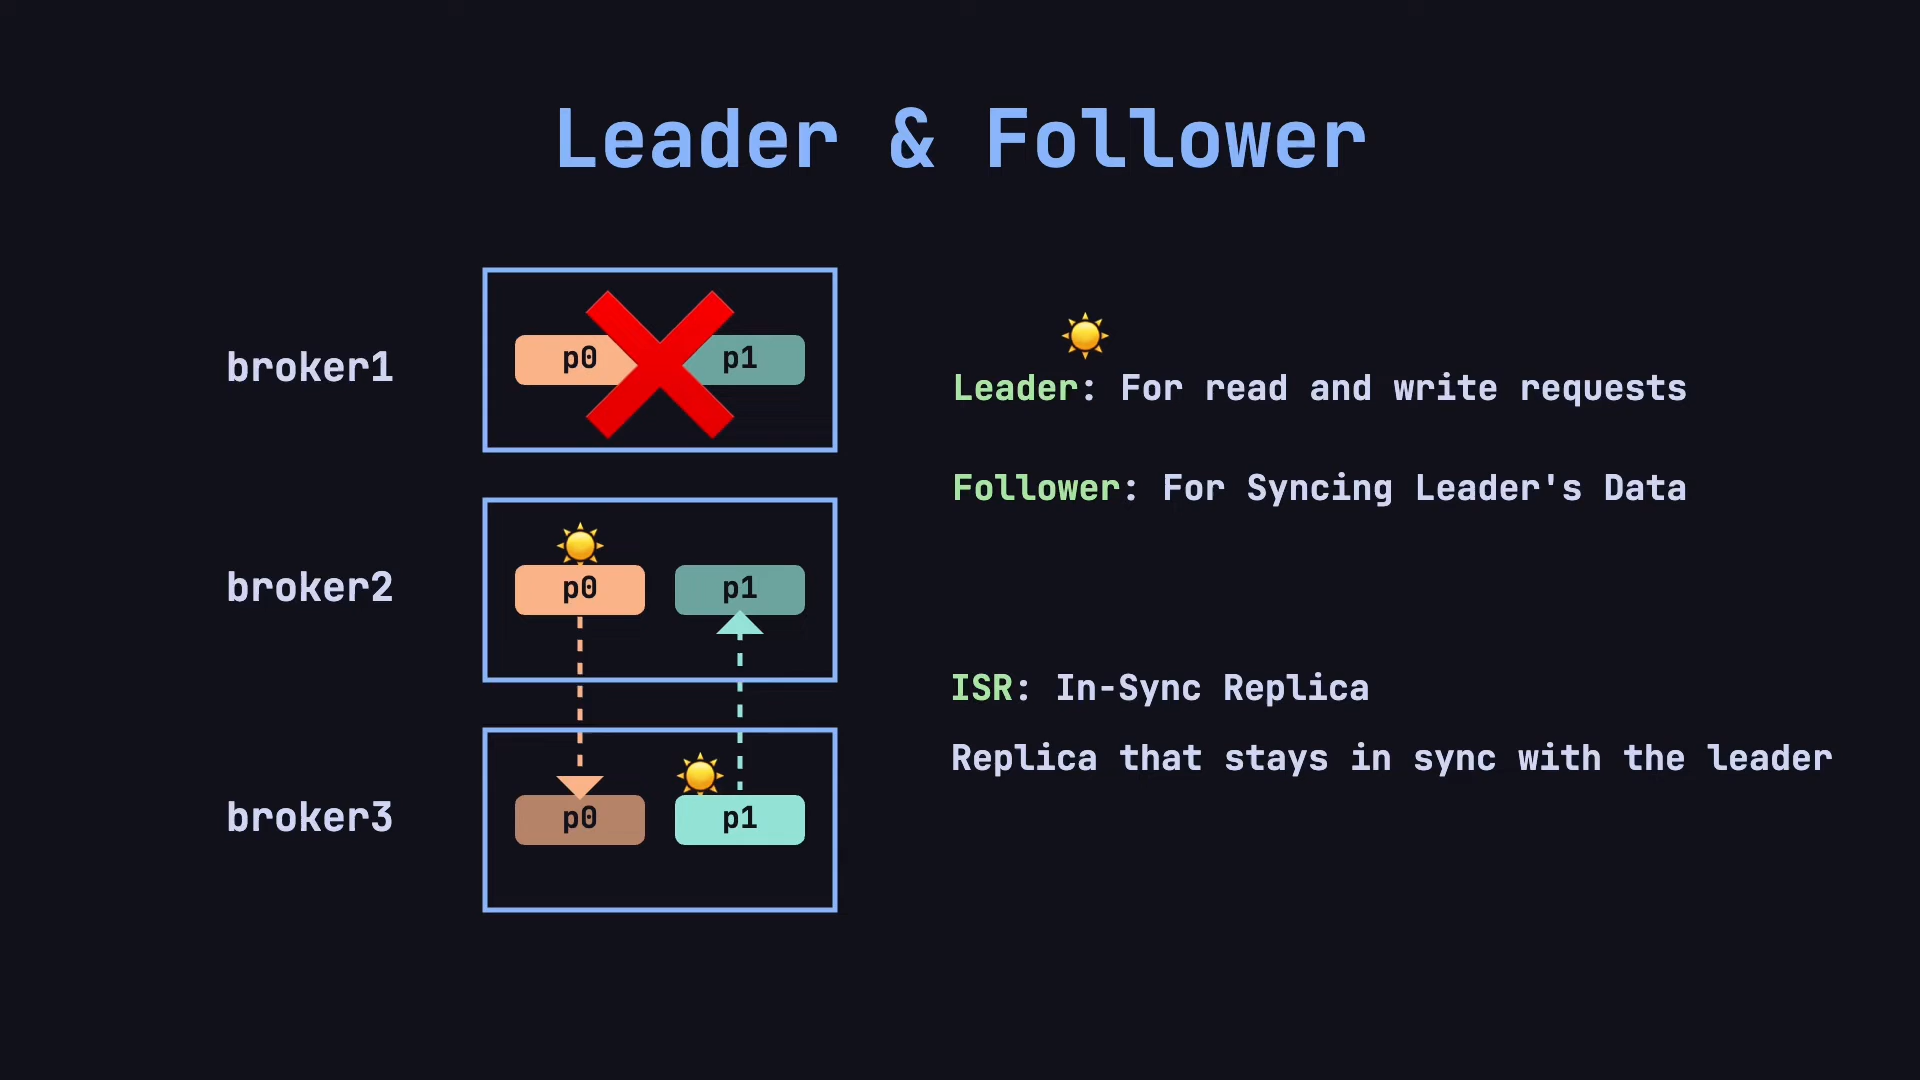 Leader & Follower
broker1
p0 p1
broker2
p0 p1
broker3
p0 p1
Leader: For read and write requests
Follower: For Syncing Leader's Data
ISR: In-Sync Replica
Replica that stays in sync with the leader